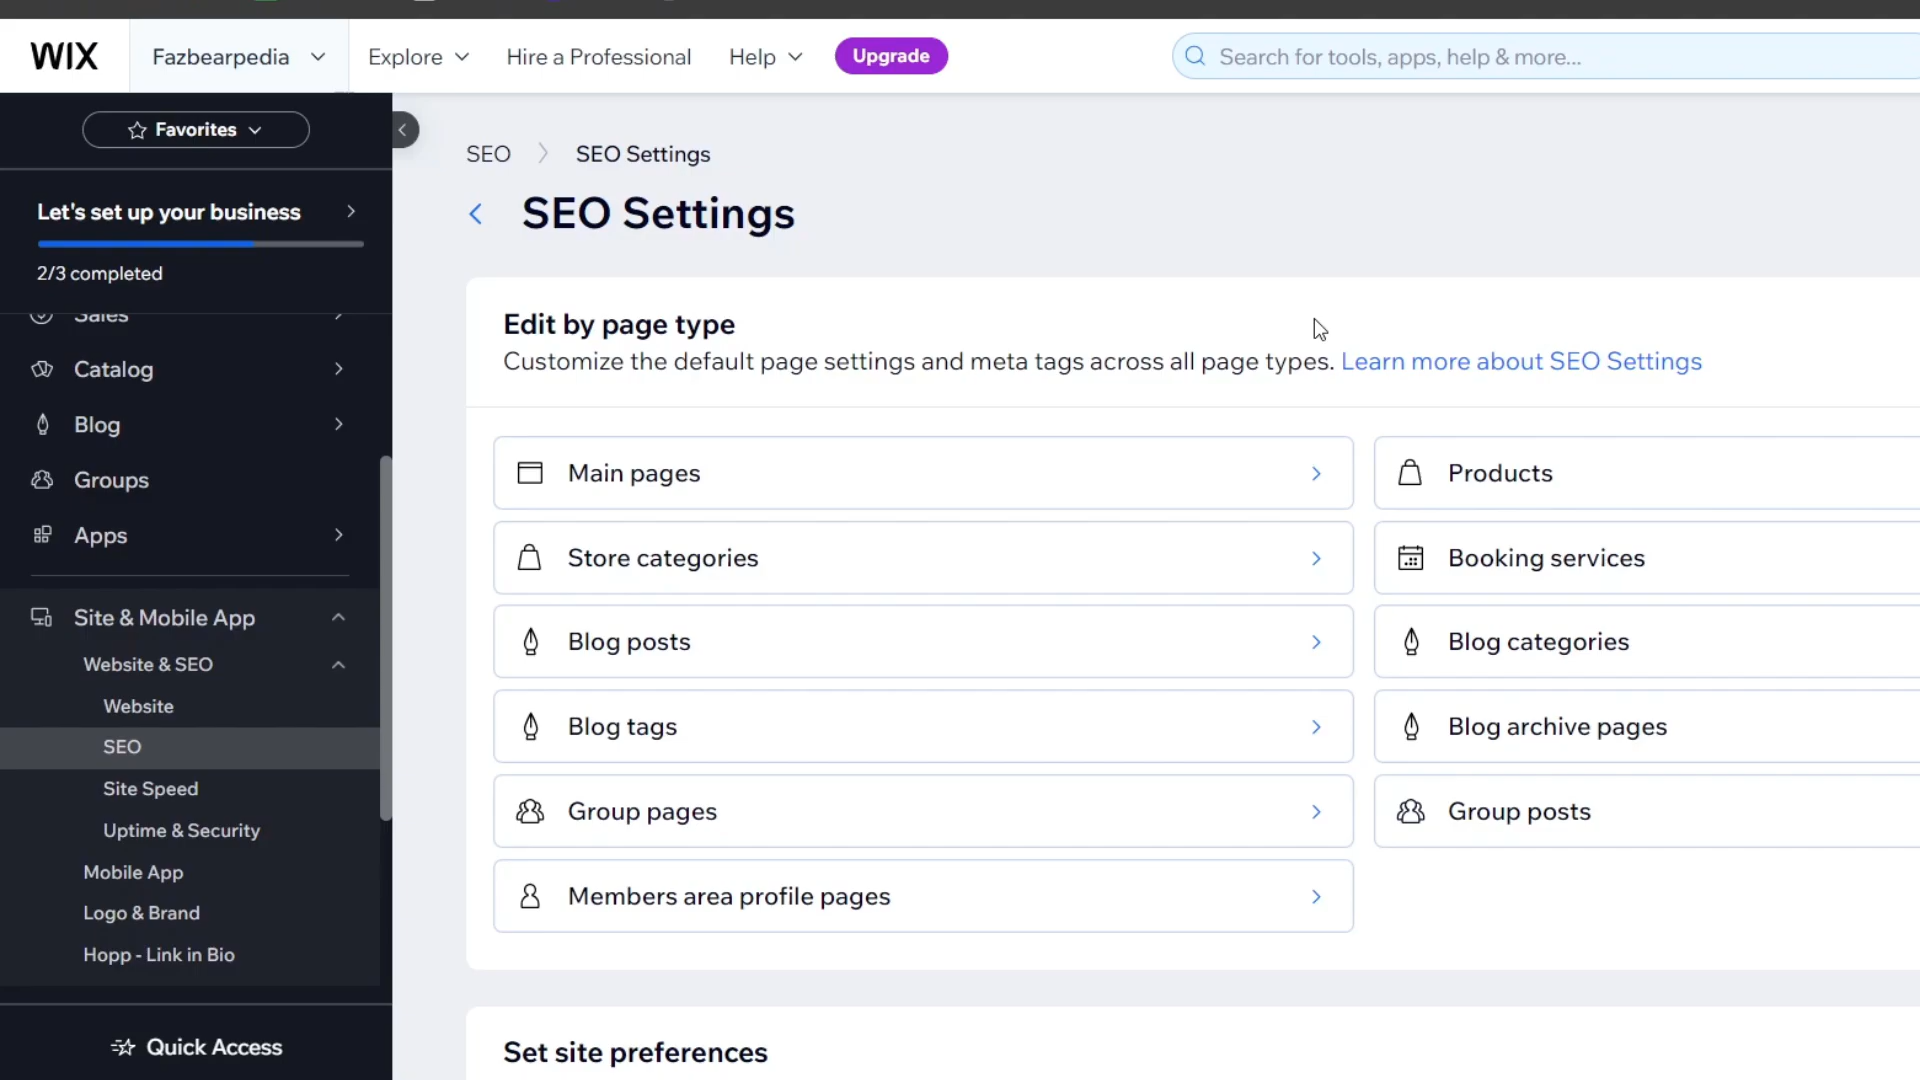 WIX
Fazbearpedia
Explore
Hire a Professional
Help
Upgrade
Search for tools, apps, help & more...
Favorites
Let's set up your business
2/3 completed
Sales
Catalog
Blog
Groups
Apps
Site & Mobile App
Website & SEO
Website
SEO
Site Speed
Uptime & Security
Mobile App
Logo & Brand
Hopp - Link in Bio
Quick Access
SEO SEO Settings
SEO Settings
Edit by page type
Customize the default page settings and meta tags across all page types. Learn more about SEO Settings
Main pages
Products
Store categories
Booking services
Blog posts
Blog categories
Blog tags
Blog archive pages
Group pages
Group posts
Members area profile pages
Set site preferences